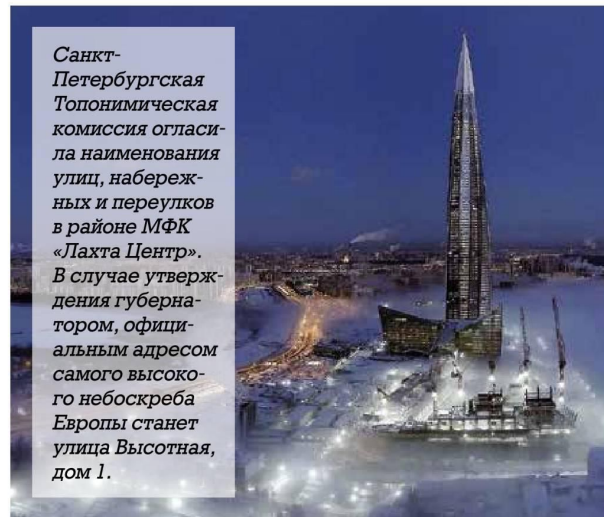 Санкт-
Петербургская
Топонимическая
комиссия огласи-
ла наименования
улиц, набереж-
ных и переулков
в районе МФК
«Лахта Центр».
В случае утверж-
дения губерна-
тором, офици-
альным адресом
самого высоко-
го небоскреба
Европы станет
улица Высотная,
дом 1.